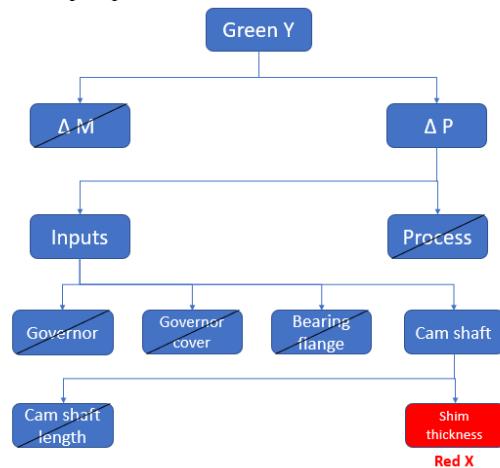 Green Y
Δ M
Δ P
Inputs
Process
Governor
Governor
cover
Bearing
flange
Cam shaft
Cam shaft
length
Shim
thickness
Red X